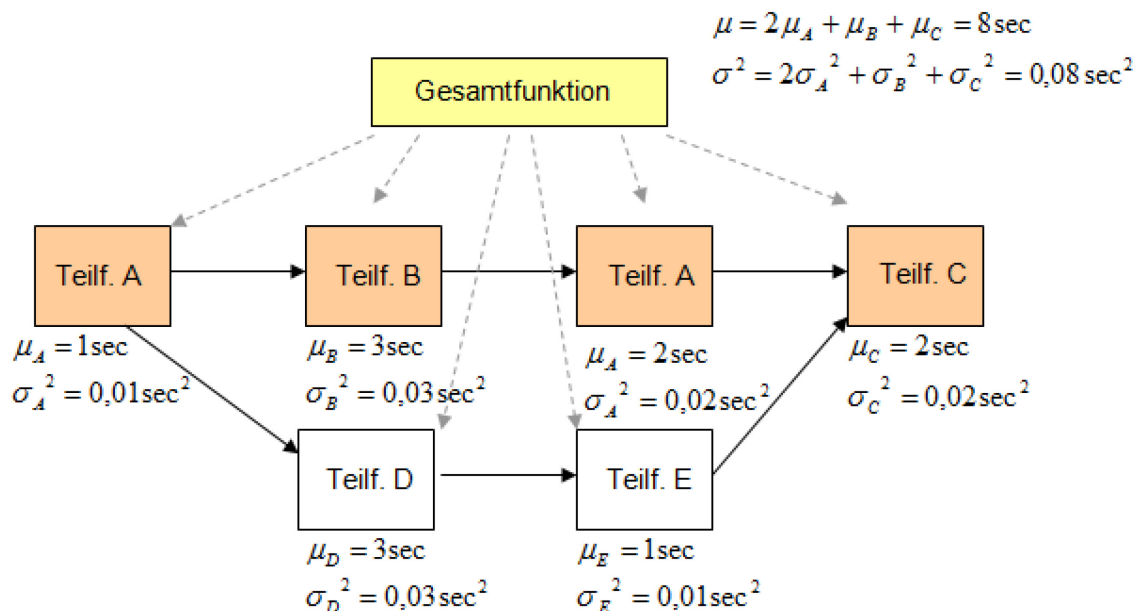 μ = 2μ_A + μ_B + μ_C = 8sec
σ² = 2σ_A² + σ_B² + σ_C² = 0,08sec²
Gesamtfunktion
Teilf. A
Teilf. B
Teilf. A
Teilf. C
μ_A = 1sec
σ_A² = 0,01sec²
μ_B = 3sec
σ_B² = 0,03sec²
μ_A = 2sec
σ_A² = 0,02sec²
μ_C = 2sec
σ_C² = 0,02sec²
Teilf. D
Teilf. E
μ_D = 3sec
σ_D² = 0,03sec²
μ_E = 1sec
σ_E² = 0,01sec²